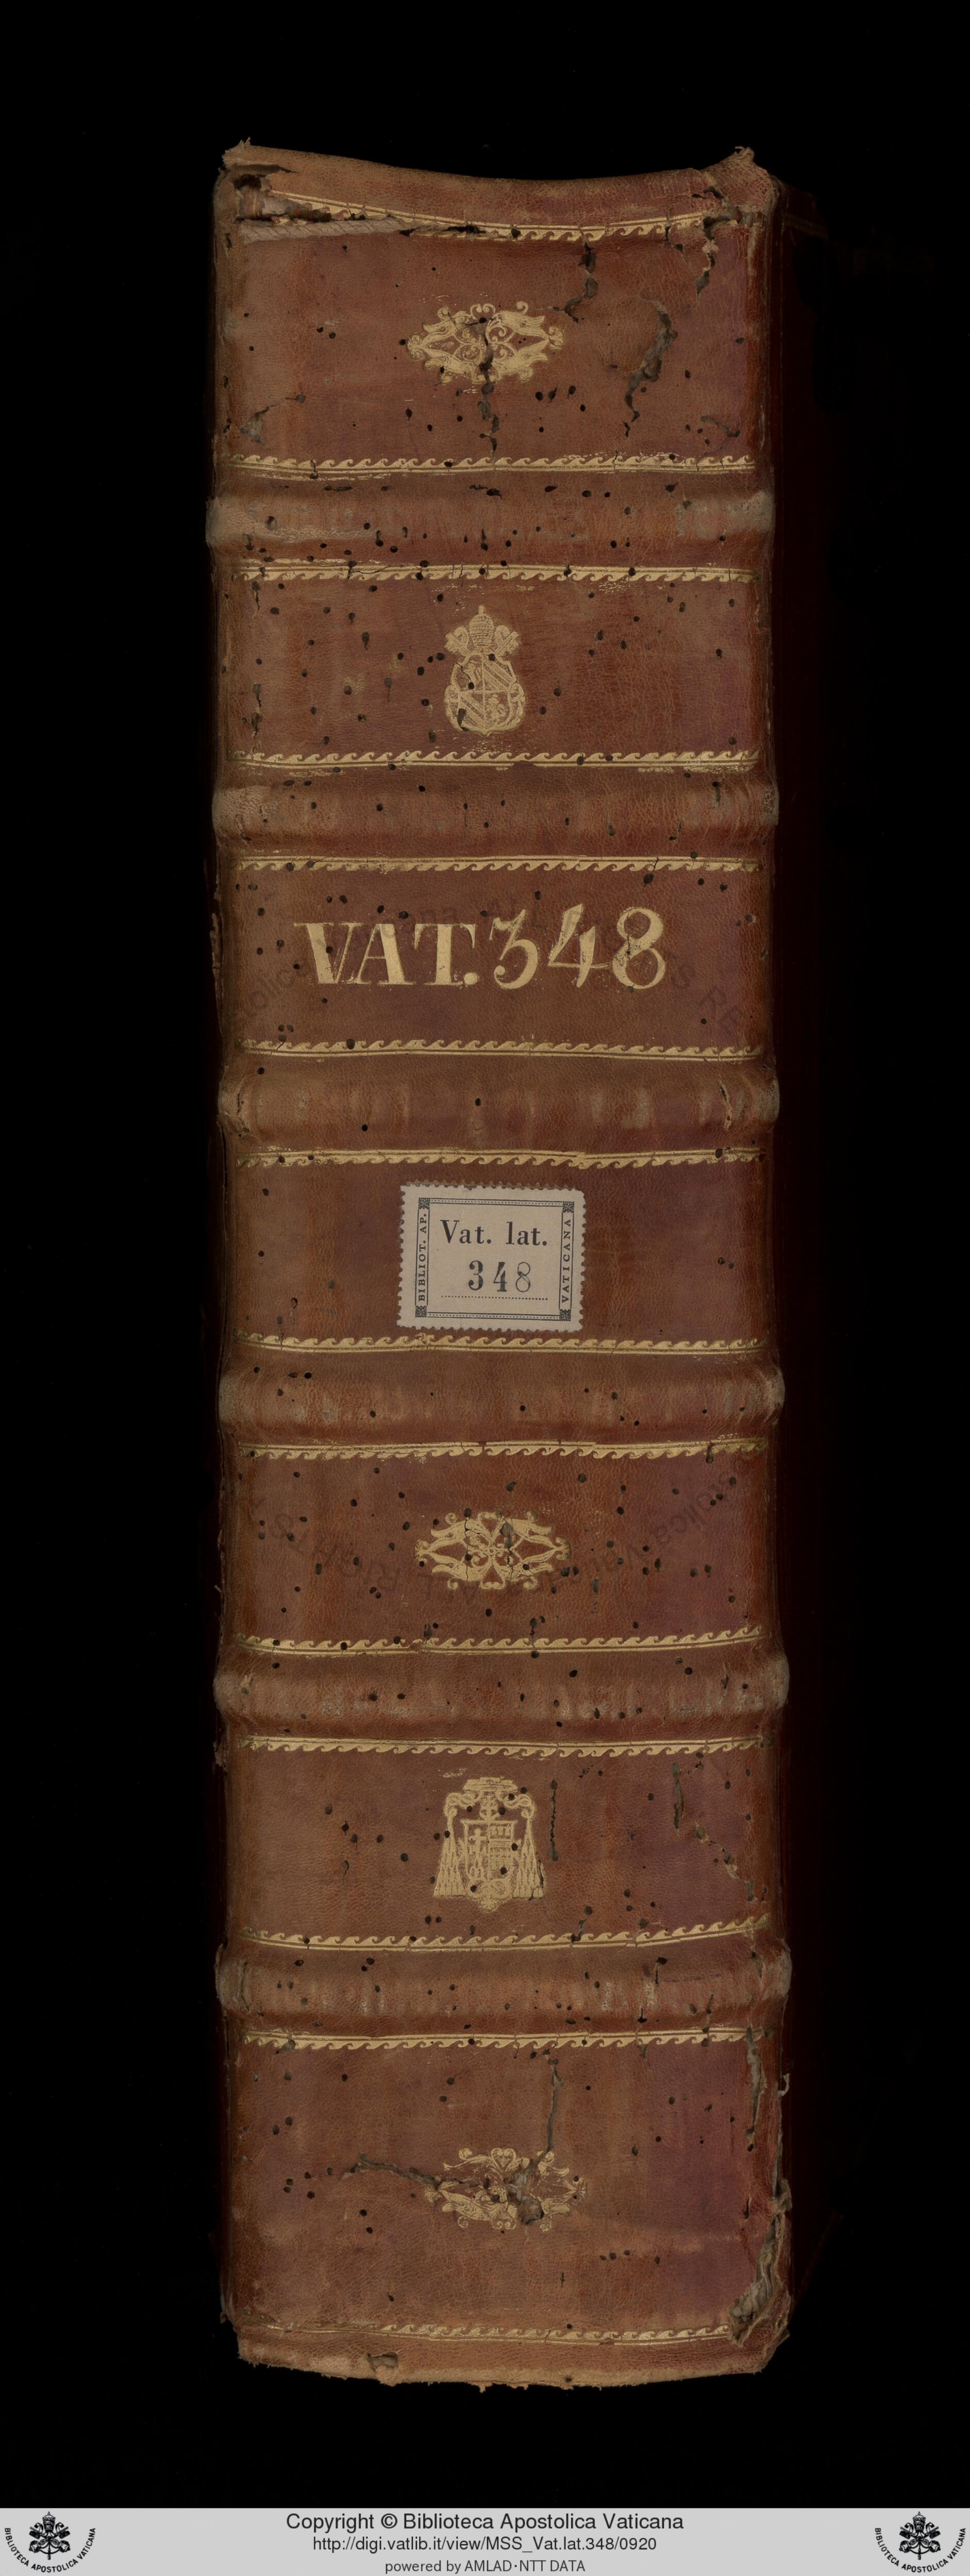 VAT.348
Vat. lat.
348
BIBLIOT. AP.
VATICANA
Copyright © Biblioteca Apostolica Vaticana
http://digi.vatlib.it/view/MSS_Vat.lat.348/0920
powered by AMLAD·NTT DATA
BIBLIOTECA APOSTOLICA VATICANA
BIBLIOTECA APOSTOLICA VATICANA